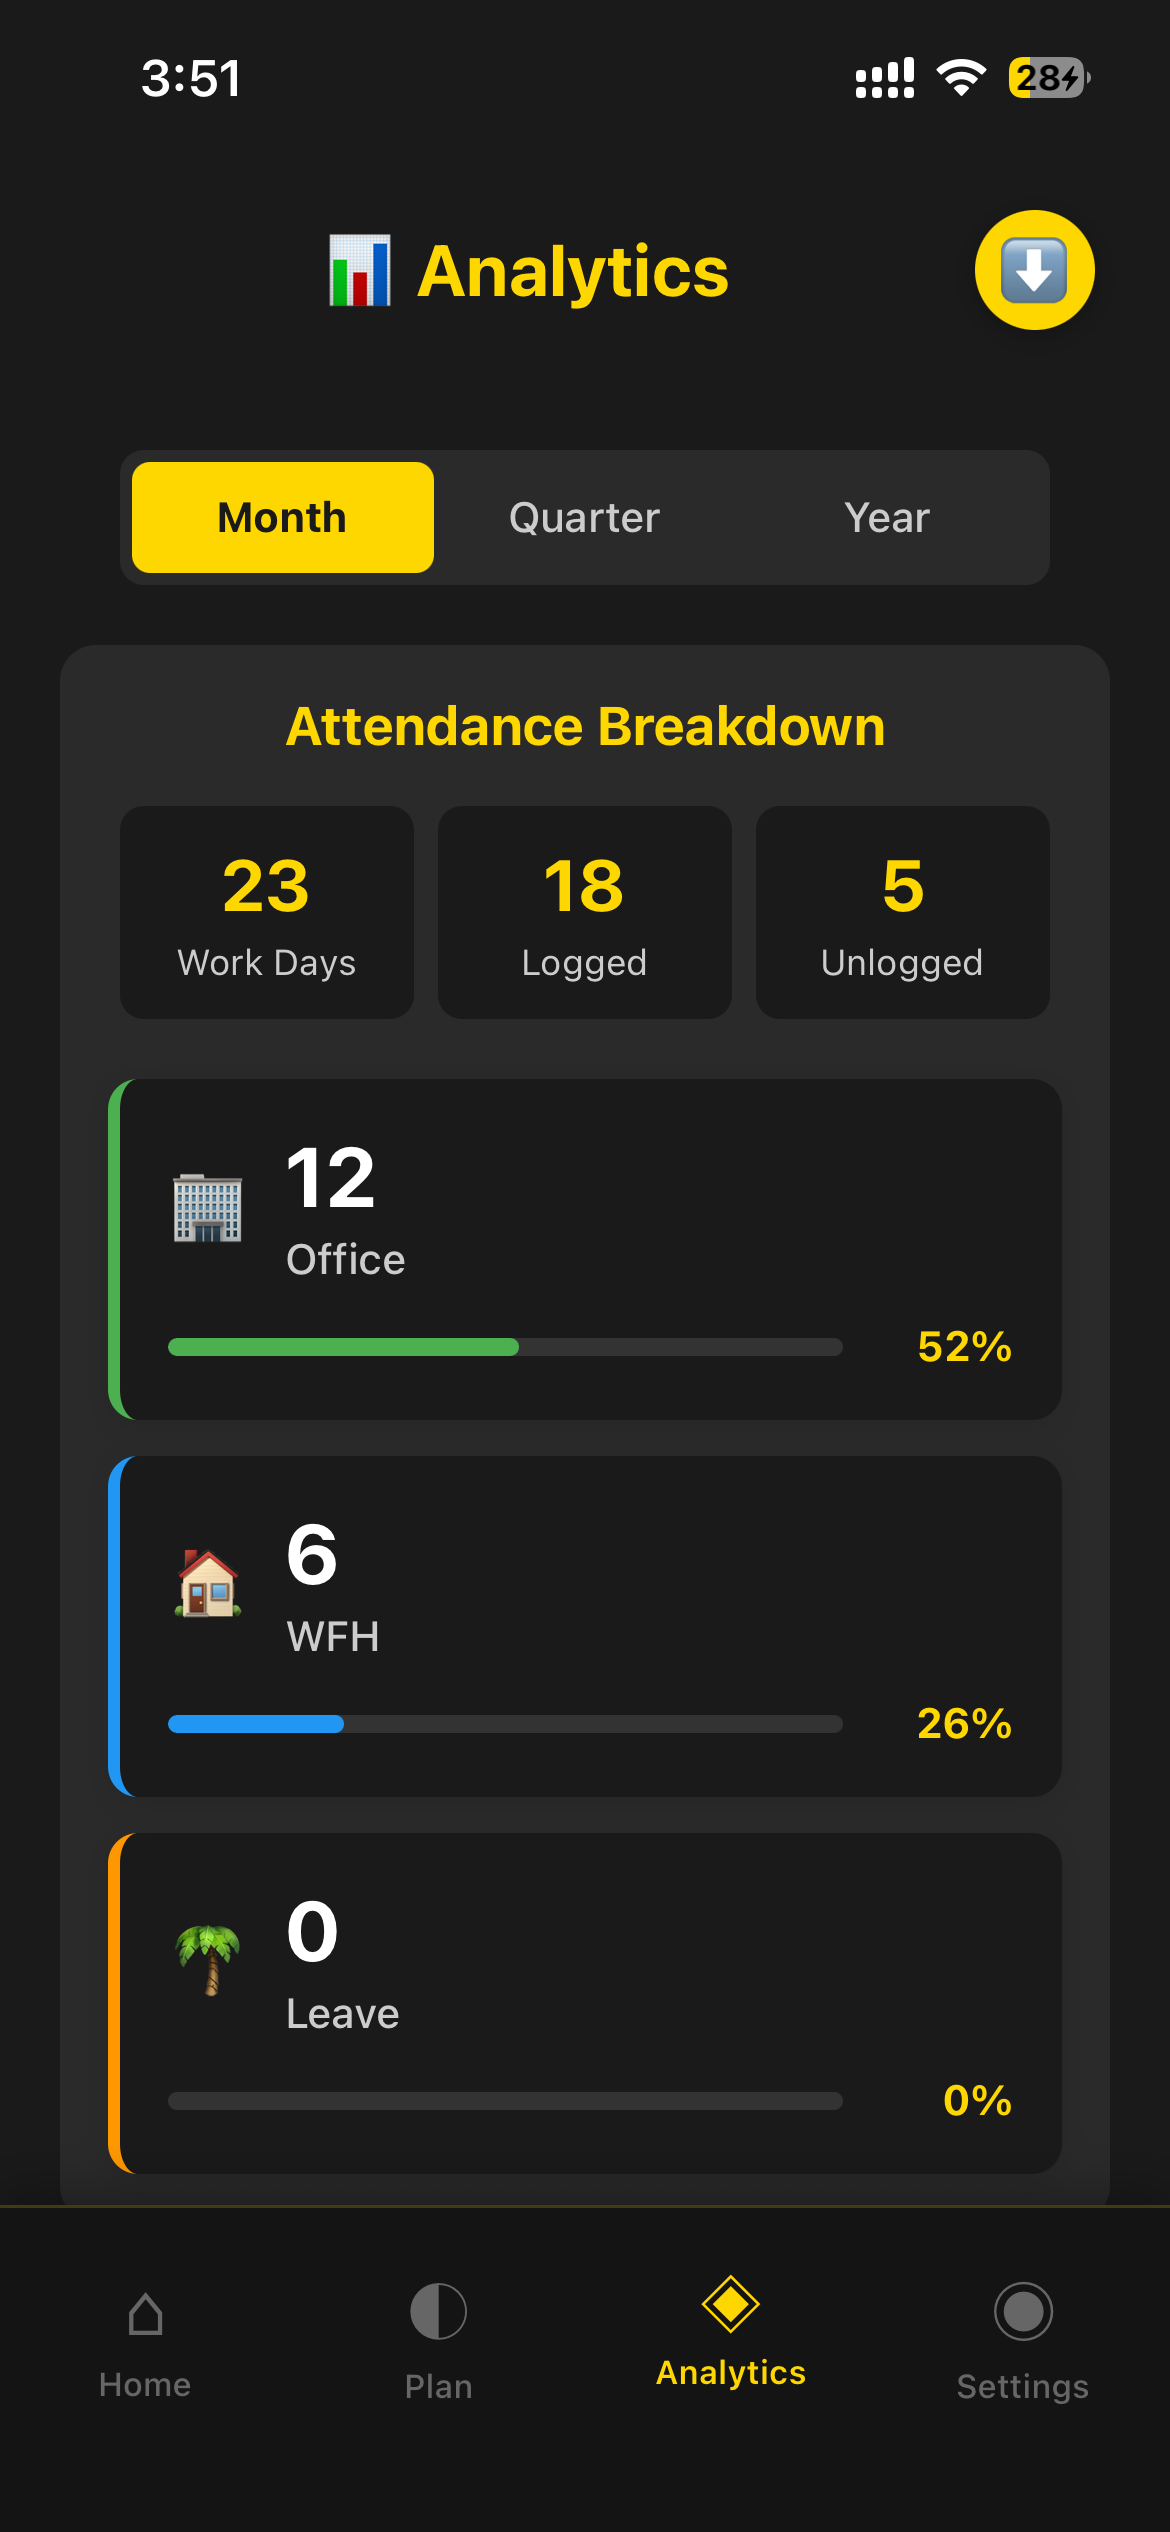 3:51
28
Analytics
Month Quarter Year
Attendance Breakdown
23 18 5
Work Days Logged Unlogged
12
Office
52%
6
WFH
26%
0
Leave
0%
Home Plan Analytics Settings